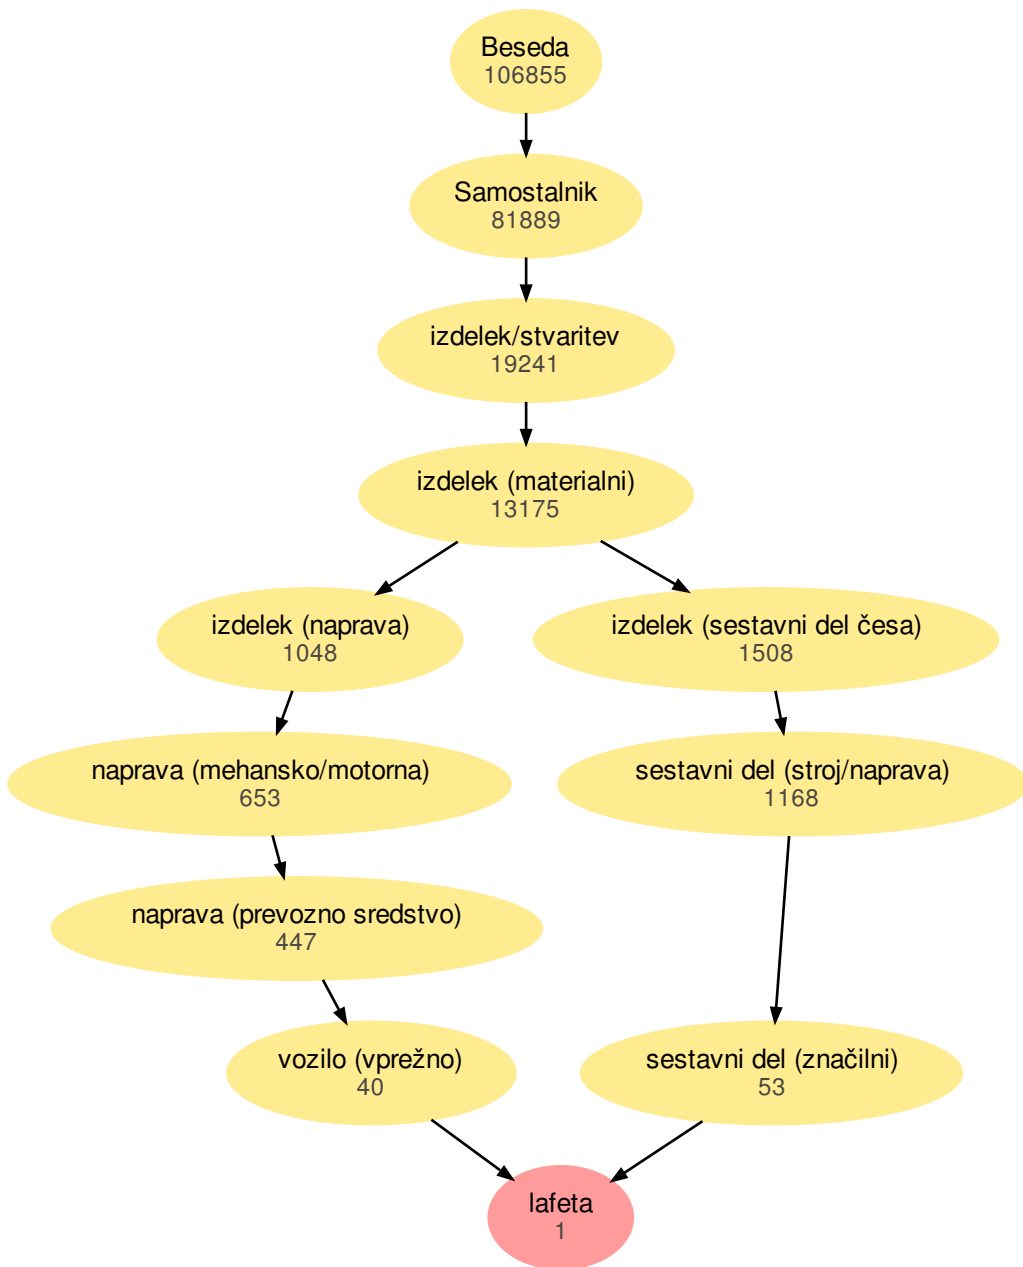 Beseda
106855
Samostalnik
81889
izdelek/stvaritev
19241
izdelek (materialni)
13175
izdelek (naprava)
1048
izdelek (sestavni del česa)
1508
naprava (mehansko/motorna)
653
sestavni del (stroj/naprava)
1168
naprava (prevozno sredstvo)
447
vozilo (vprežno)
40
sestavni del (značilni)
53
lafeta
1